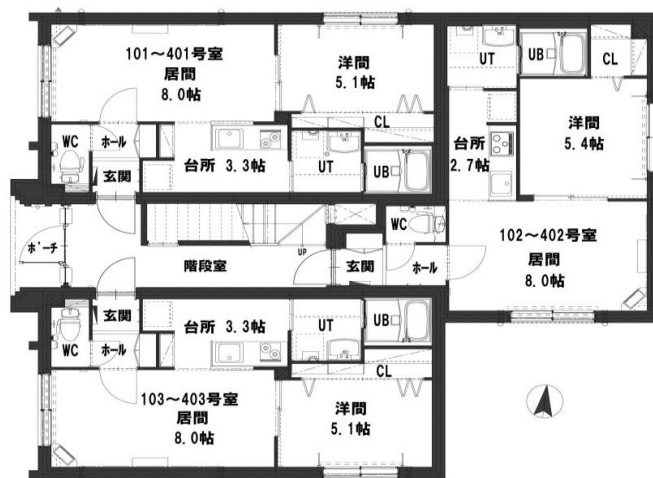 101～401号室
居間
8.0帖
洋間
5.1帖
CL
WC
ホール
玄関
台所 3.3帖
UT
UB
UT
UB
CL
洋間
5.4帖
台所
2.7帖
WC
ホール
玄関
102～402号室
居間
8.0帖
ポーチ
階段室
UP
玄関
WC
ホール
台所 3.3帖
UT
UB
CL
103～403号室
居間
8.0帖
洋間
5.1帖